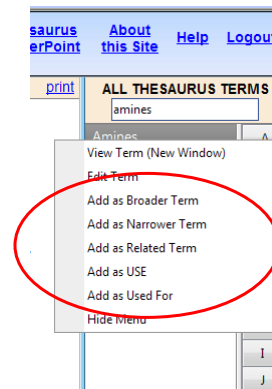 saurus About Help Logou
erPoint this Site
print ALL THESAURUS TERMS
amines
Amines A
View Term (New Window)
Edit Term
Add as Broader Term
Add as Narrower Term
Add as Related Term
Add as USE
Add as Used For
Hide Menu
I
J